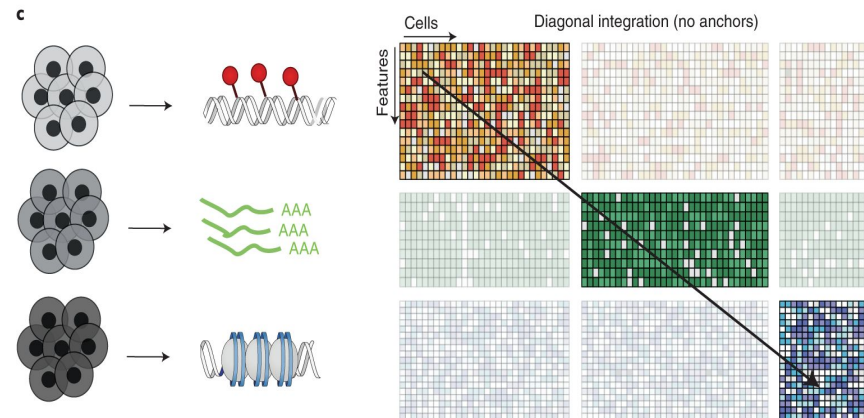 c
Cells
Diagonal integration (no anchors)
Features
AAA
AAA
AAA